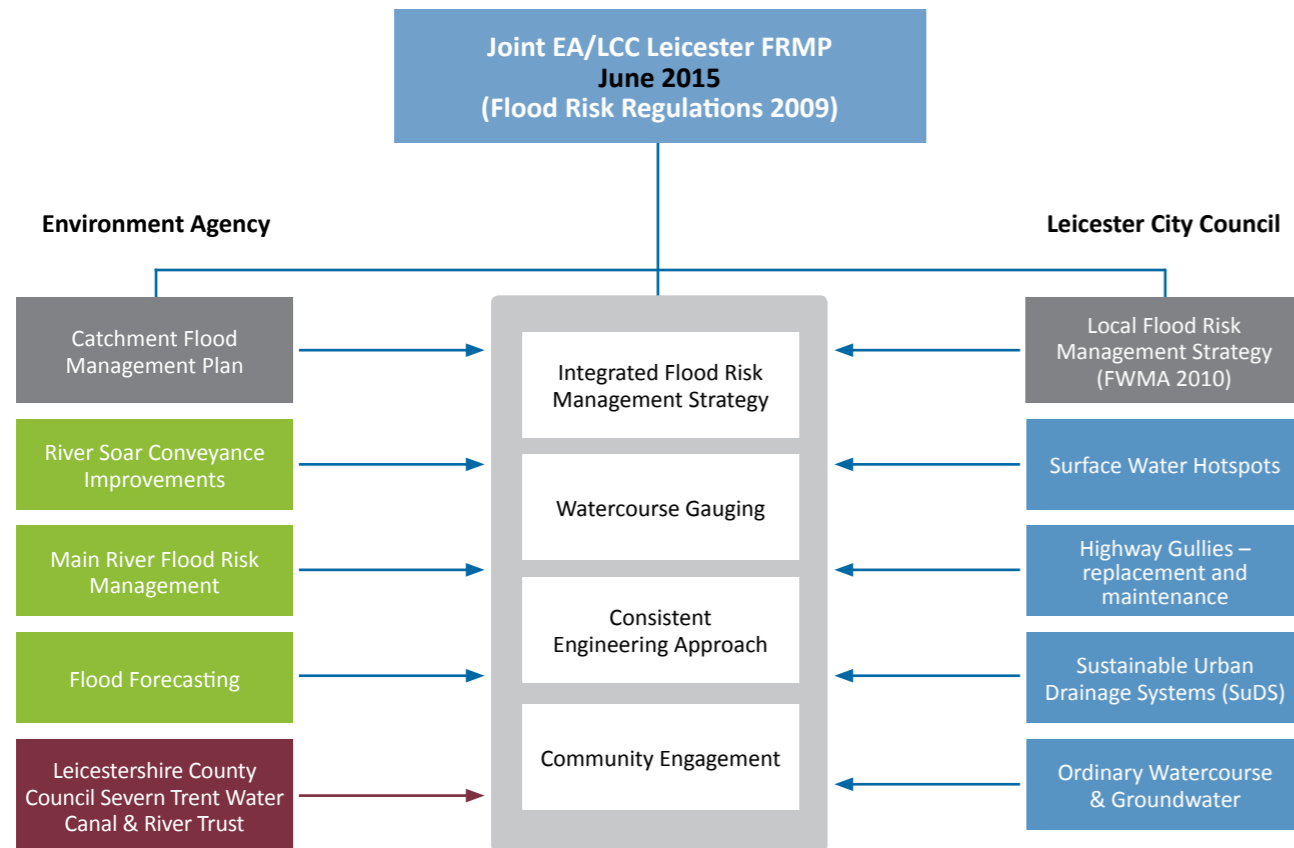 Joint EA/LCC Leicester FRMP
June 2015
(Flood Risk Regulations 2009)
Environment Agency
Leicester City Council
Catchment Flood
Management Plan
River Soar Conveyance
Improvements
Main River Flood Risk
Management
Flood Forecasting
Leicestershire County
Council Severn Trent Water
Canal & River Trust
Integrated Flood Risk
Management Strategy
Watercourse Gauging
Consistent
Engineering Approach
Community Engagement
Local Flood Risk
Management Strategy
(FWMA 2010)
Surface Water Hotspots
Highway Gullies –
replacement and
maintenance
Sustainable Urban
Drainage Systems (SuDS)
Ordinary Watercourse
& Groundwater